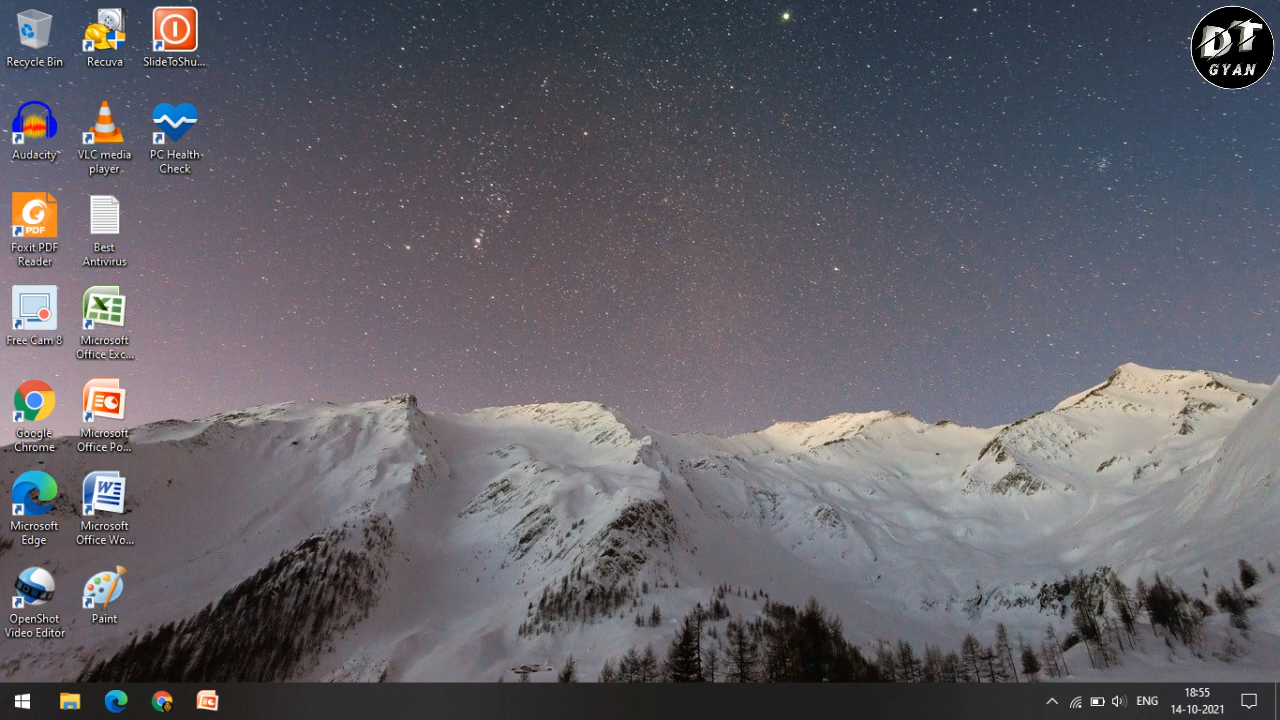 Recycle Bin
Recuva
SlideToShu...
Audacity
VLC media
player
PC Health
Check
PDF
Foxit PDF
Reader
Best
Antivirus
Free Cam 8
Microsoft
Office Exc...
Google
Chrome
Microsoft
Office Po...
Microsoft
Edge
W
Microsoft
Office Wo...
OpenShot
Video Editor
Paint
DT
GYAN
ENG
18:55
14-10-2021